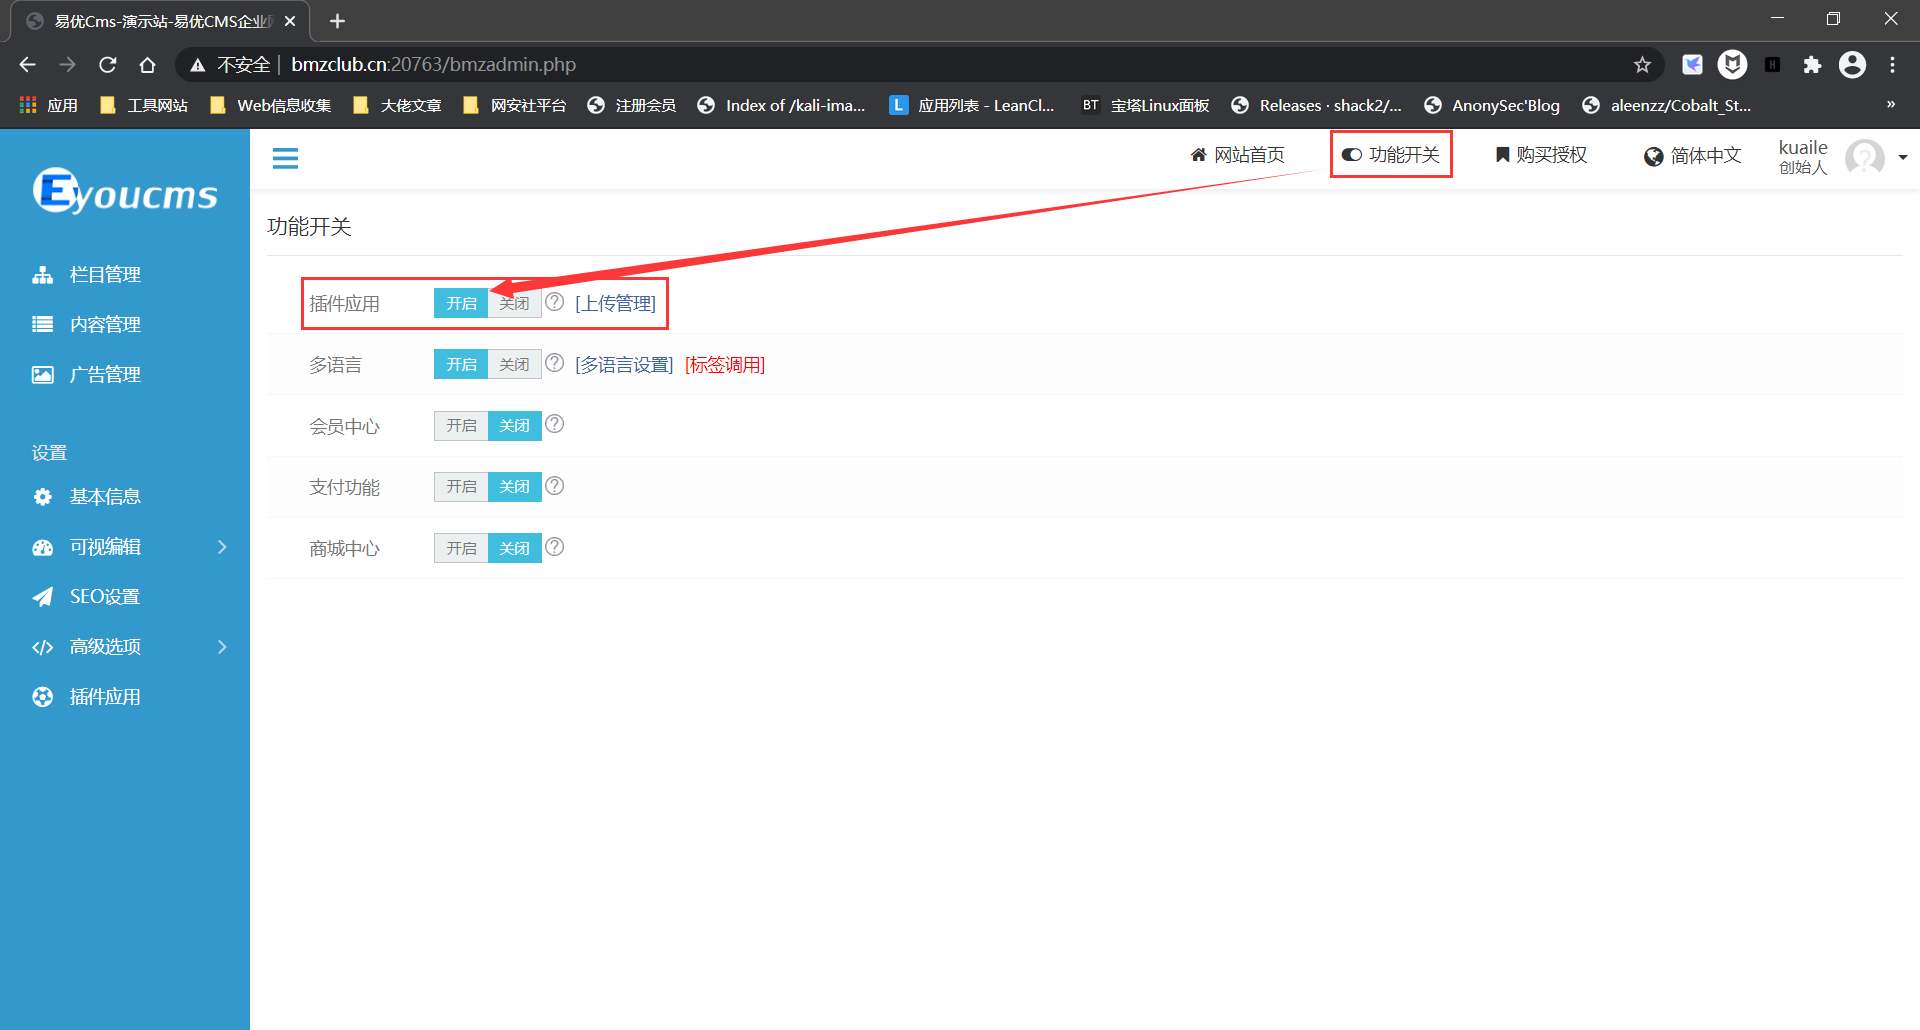 易优Cms-演示站-易优CMS企业
不安全 | bmzclub.cn:20763/bmzadmin.php
应用 工具网站 Web信息收集 大佬文章 网安社平台 注册会员 Index of /kali-ima... L 应用列表 - LeanCl... BT 宝塔Linux面板 Releases · shack2/... AnonySec'Blog aleenzz/Cobalt_St... »
Eyoucms
网站首页 功能开关 购买授权 简体中文 kuaile
创始人
栏目管理
内容管理
广告管理
设置
基本信息
可视编辑
SEO设置
高级选项
插件应用
功能开关
插件应用 开启 关闭 ? [上传管理]
多语言 开启 关闭 ? [多语言设置] [标签调用]
会员中心 开启 关闭 ?
支付功能 开启 关闭 ?
商城中心 开启 关闭 ?